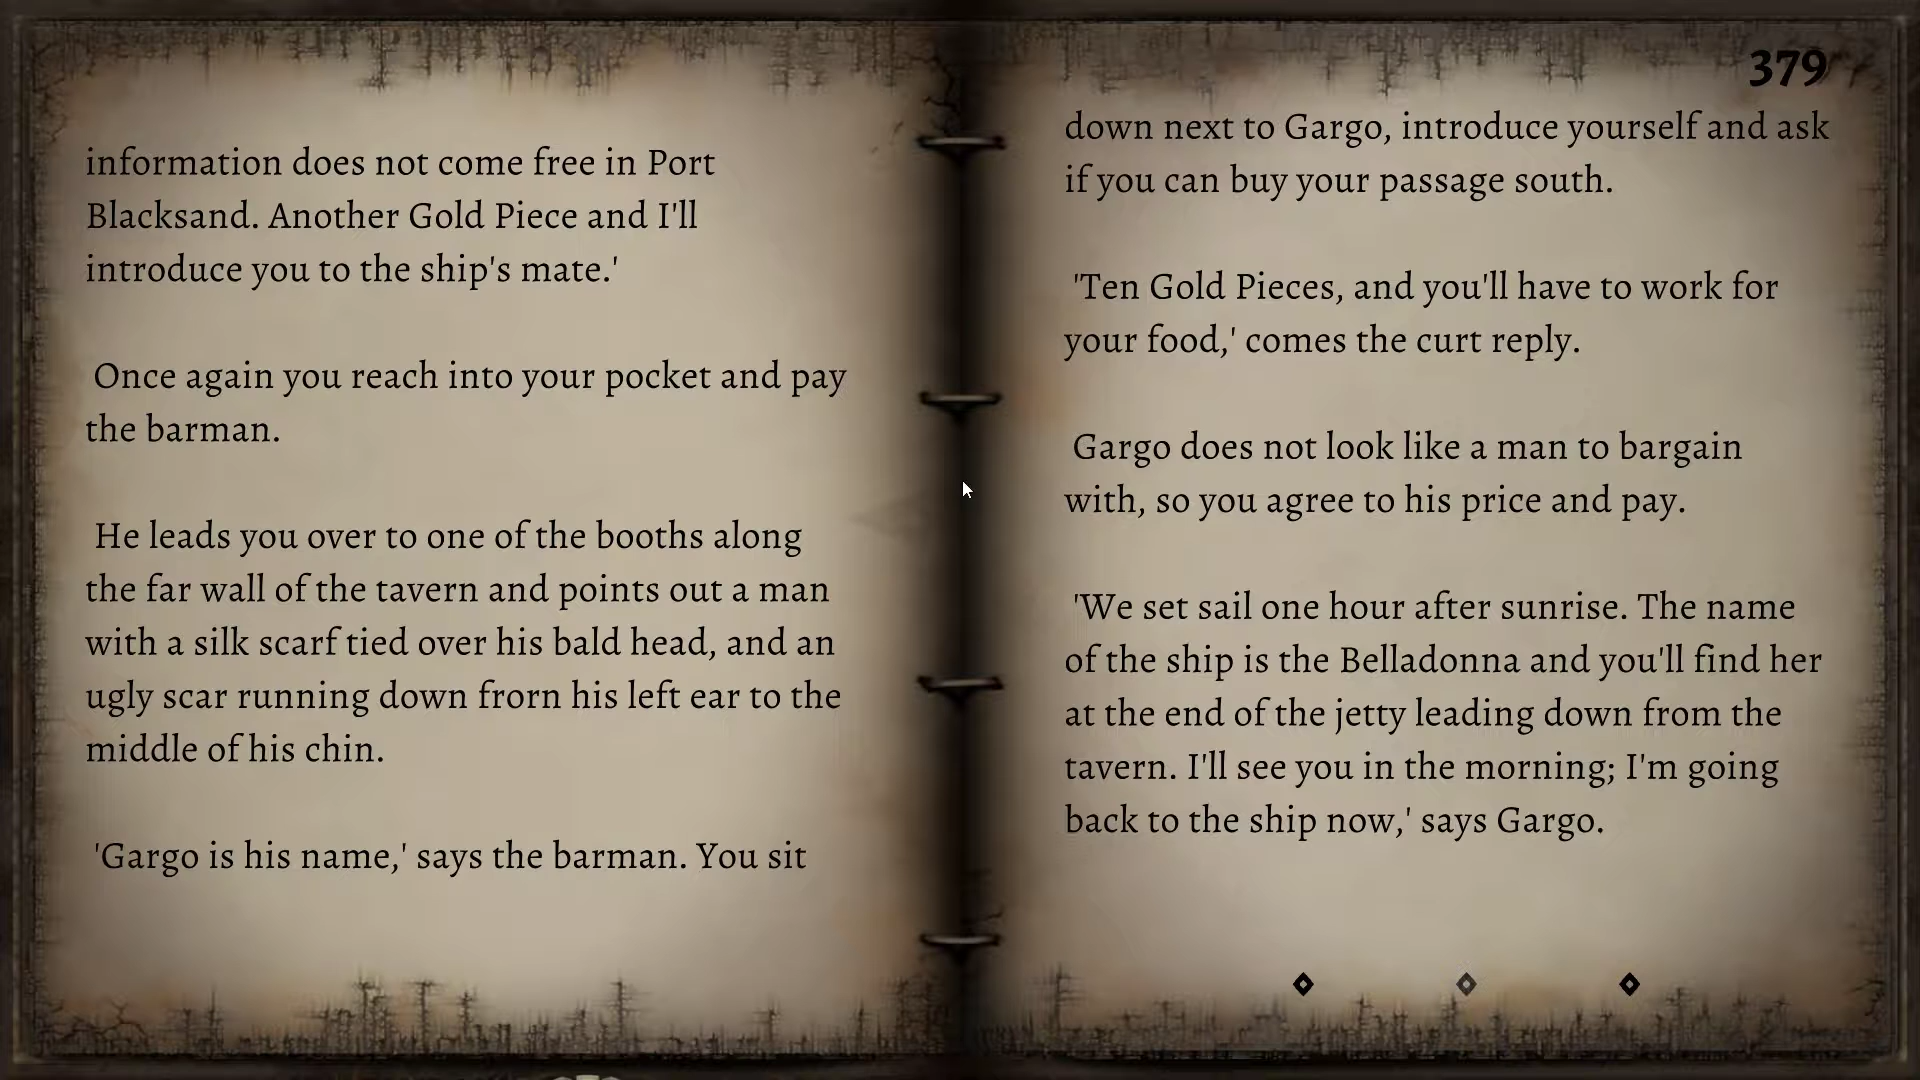 information does not come free in Port
Blacksand. Another Gold Piece and I'll
introduce you to the ship's mate.'
Once again you reach into your pocket and pay
the barman.
He leads you over to one of the booths along
the far wall of the tavern and points out a man
with a silk scarf tied over his bald head, and an
ugly scar running down frorn his left ear to the
middle of his chin.
'Gargo is his name,' says the barman. You sit
379
down next to Gargo, introduce yourself and ask
if you can buy your passage south.
'Ten Gold Pieces, and you'll have to work for
your food,' comes the curt reply.
Gargo does not look like a man to bargain
with, so you agree to his price and pay.
'We set sail one hour after sunrise. The name
of the ship is the Belladonna and you'll find her
at the end of the jetty leading down from the
tavern. I'll see you in the morning; I'm going
back to the ship now,' says Gargo.